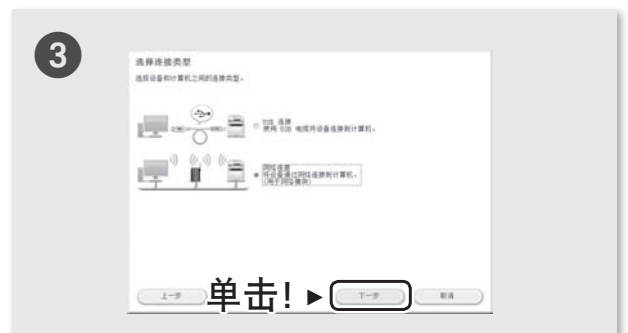 3
选择连接类型
选择设备和计算机之间的连接类型。
USB 连接
使用 USB 电缆将设备连接到计算机。
网络连接
将设备通过网络连接到计算机。
(用于网络模块)
上一步
单击! ►
下一步
取消